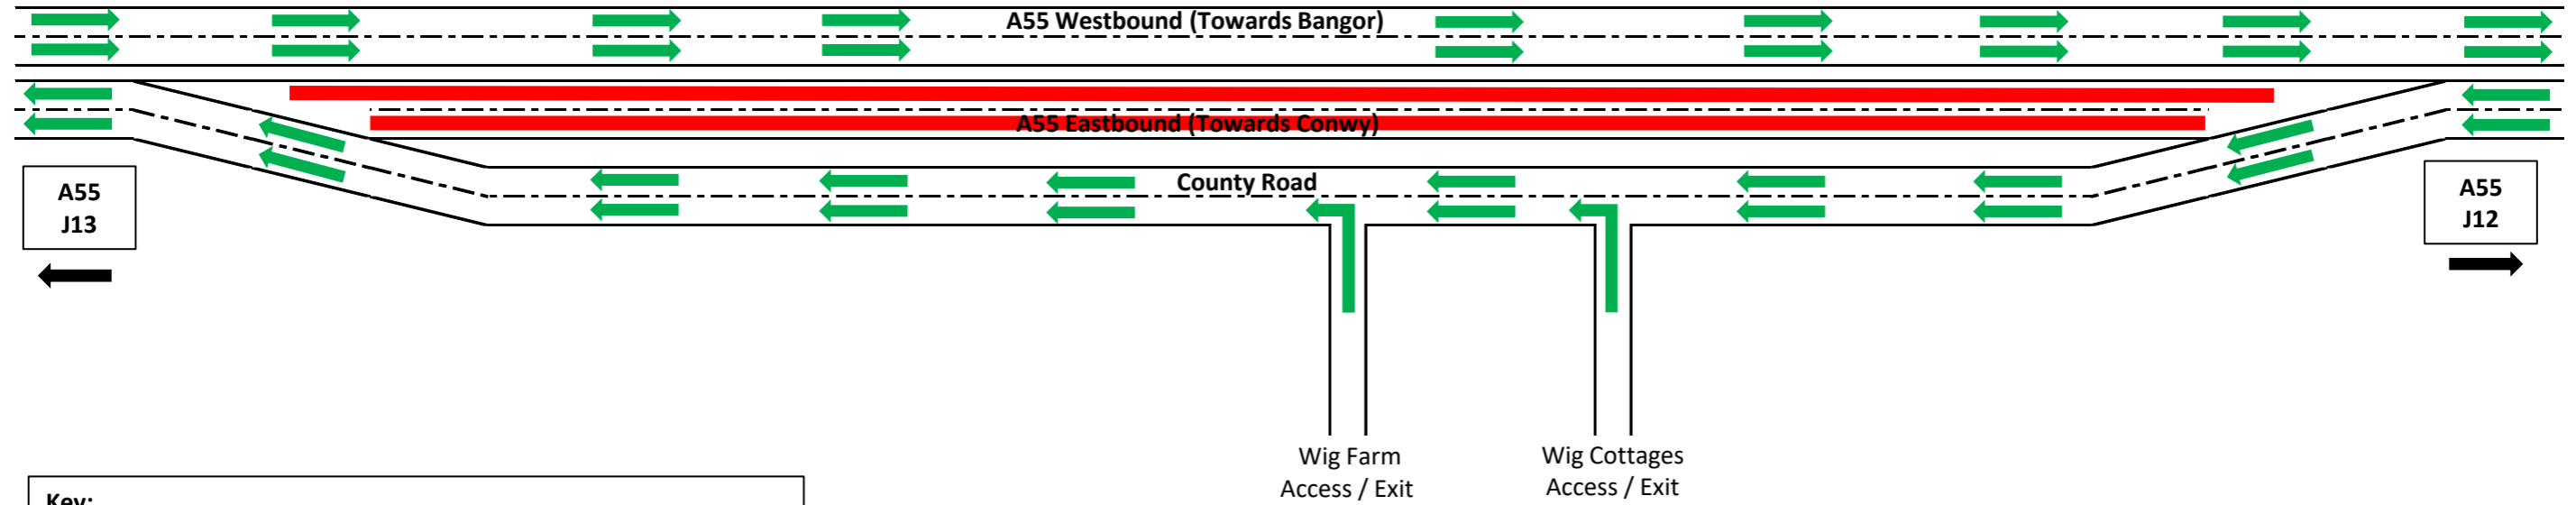 A55 Westbound (Towards Bangor)
A55 Eastbound (Towards Conwy)
County Road
A55
J13
A55
J12
Wig Farm
Access / Exit
Wig Cottages
Access / Exit
Key: